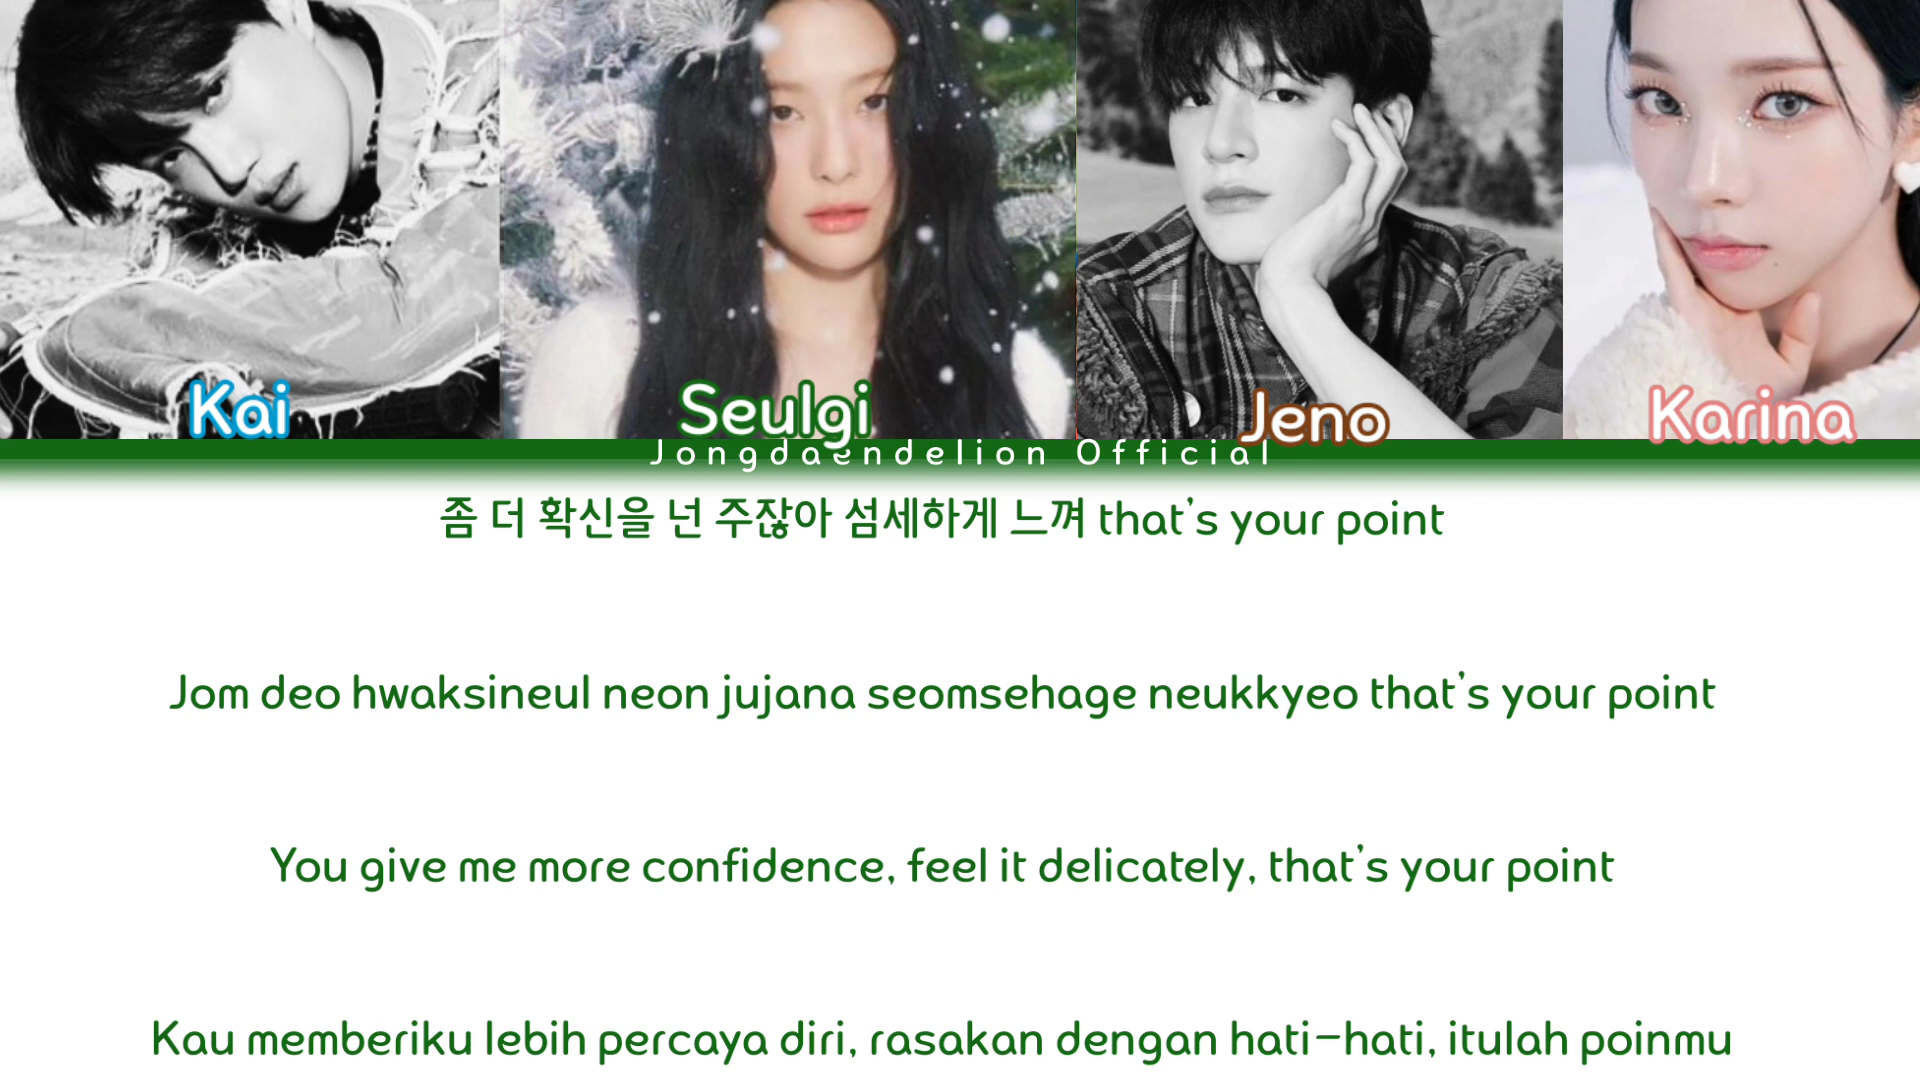 Kai
Seulgi
Jeno
Karina
Jongdaendelion Official
좀 더 확신을 넌 주잖아 섬세하게 느껴 that's your point
Jom deo hwaksineul neon jujana seomsehage neukkyeo that's your point
You give me more confidence, feel it delicately, that's your point
Kau memberiku lebih percaya diri, rasakan dengan hati-hati, itulah poinmu